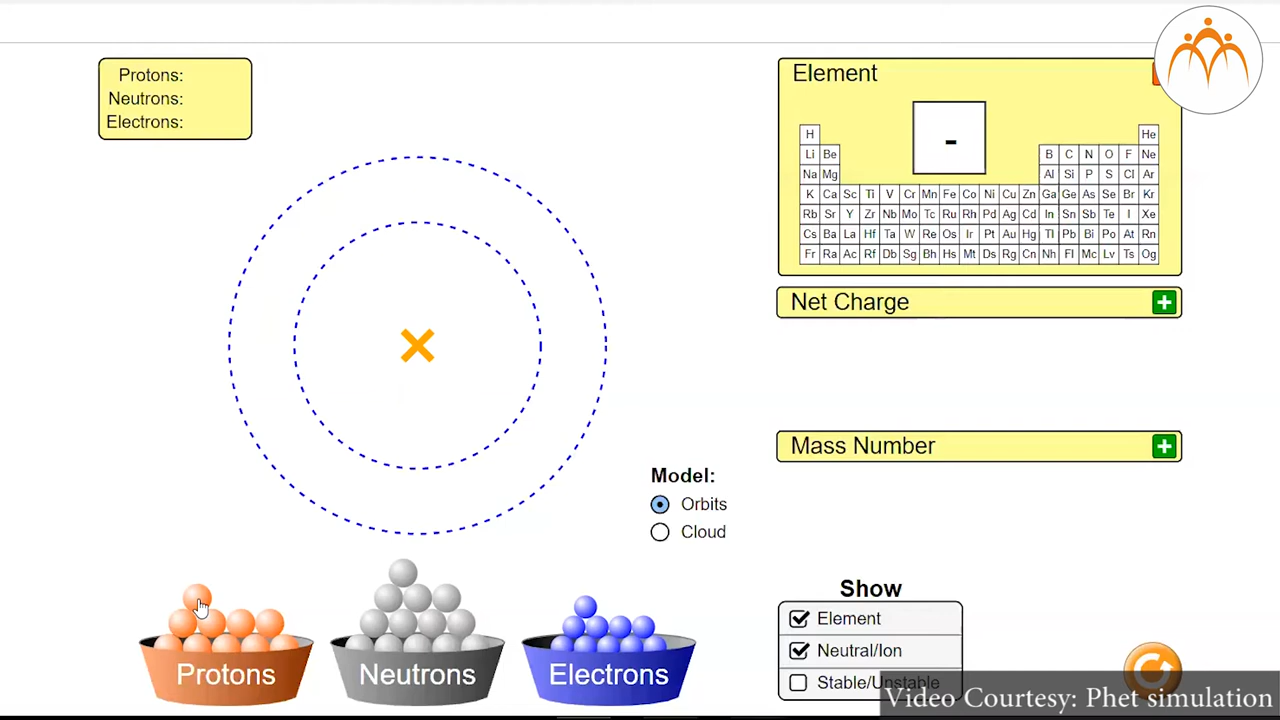 Protons:
Neutrons:
Electrons:
Element
-
H He
Li Be B C N O F Ne
Na Mg Al Si P S Cl Ar
K Ca Sc Ti V Cr Mn Fe Co Ni Cu Zn Ga Ge As Se Br Kr
Rb Sr Y Zr Nb Mo Tc Ru Rh Pd Ag Cd In Sn Sb Te I Xe
Cs Ba La Hf Ta W Re Os Ir Pt Au Hg Tl Pb Bi Po At Rn
Fr Ra Ac Rf Db Sg Bh Hs Mt Ds Rg Cn Nh Fl Mc Lv Ts Og
Net Charge
Mass Number
Model:
Orbits
Cloud
Protons
Neutrons
Electrons
Show
Element
Neutral/Ion
Stable/Unstable
Video Courtesy: Phet simulation